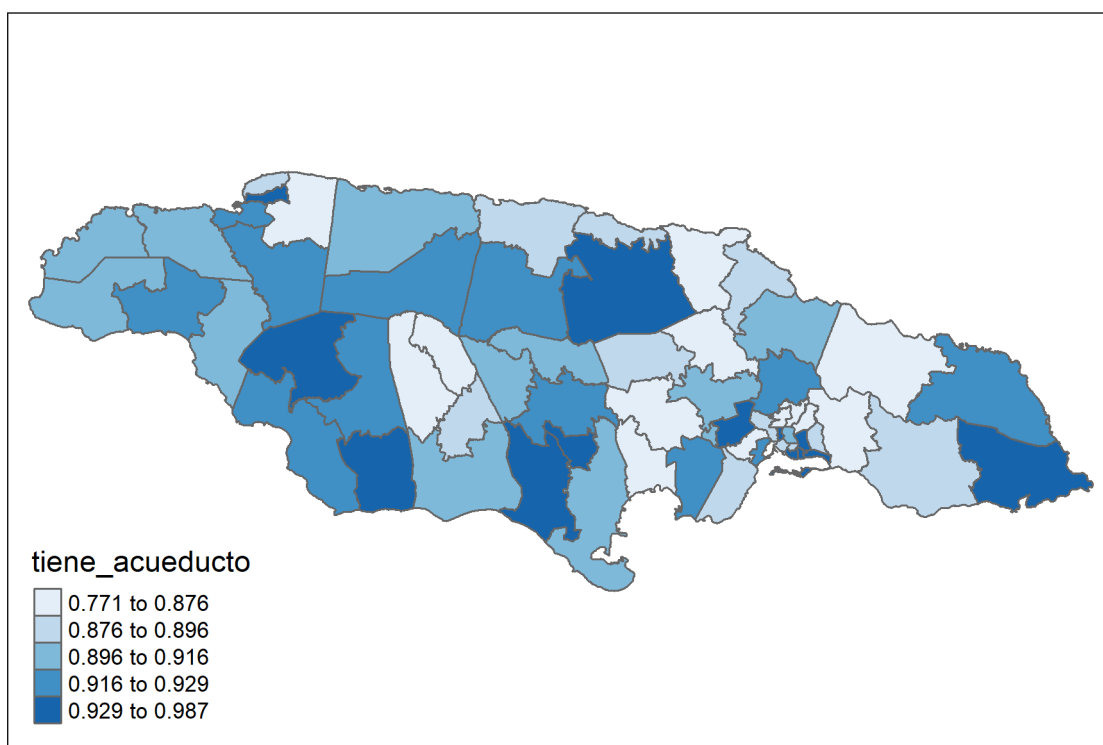 tiene_acueducto
0.771 to 0.876
0.876 to 0.896
0.896 to 0.916
0.916 to 0.929
0.929 to 0.987